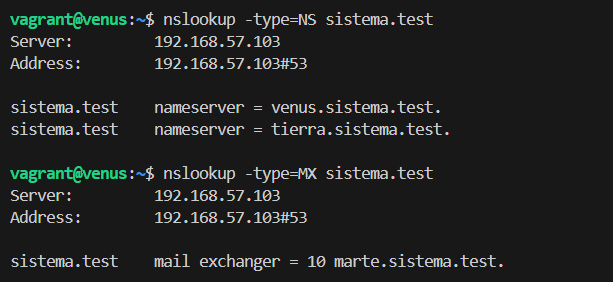 vagrant@venus:~$ nslookup -type=NS sistema.test
Server:         192.168.57.103
Address:        192.168.57.103#53

sistema.test    nameserver = venus.sistema.test.
sistema.test    nameserver = tierra.sistema.test.

vagrant@venus:~$ nslookup -type=MX sistema.test
Server:         192.168.57.103
Address:        192.168.57.103#53

sistema.test    mail exchanger = 10 marte.sistema.test.